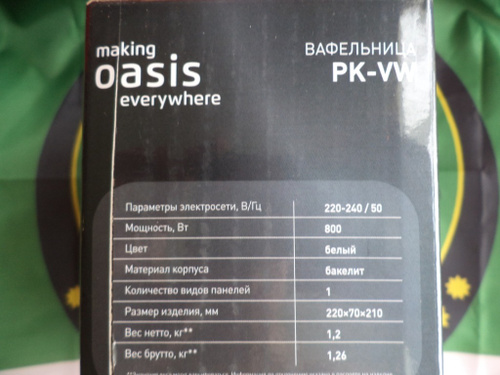 making
oasis
everywhere
ВАФЕЛЬНИЦА
PK-VW
Параметры электросети, В/Гц 220-240 / 50
Мощность, Вт 800
Цвет белый
Материал корпуса бакелит
Количество видов панелей 1
Размер изделия, мм 220×70×210
Вес нетто, кг** 1,2
Вес брутто, кг** 1,26